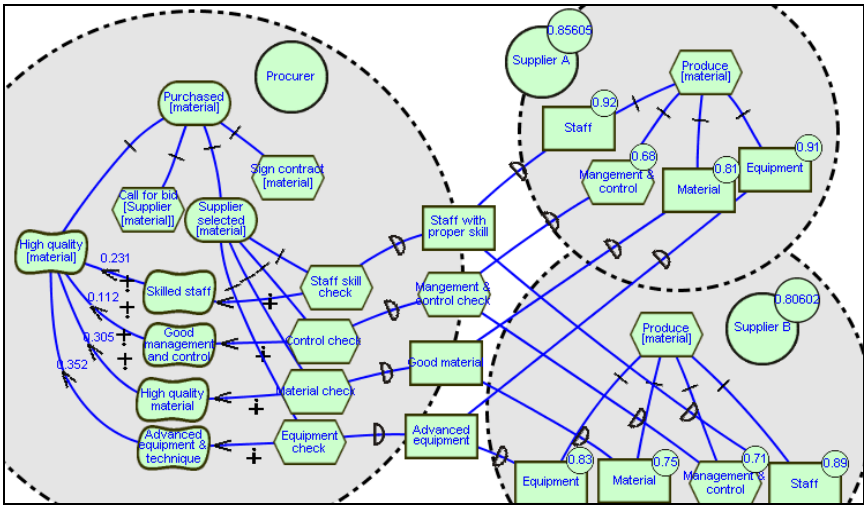 Procurer
Purchased
[material]
Sign contract
[material]
Call for bid
[Supplier
[material]]
Supplier
selected
[material]
High quality
[material]
0.231
0.112
0.305
0.352
Skilled staff
Good
management
and control
High quality
material
Advanced
equipment &
technique
Staff skill
check
Control check
Material check
Equipment
check
Staff with
proper skill
Mangement &
control check
Good material
Advanced
equipment
0.85605
Supplier A
Produce
[material]
0.92
Staff
0.68
Mangement &
control
0.81
Material
0.91
Equipment
0.80602
Supplier B
Produce
[material]
0.83
Equipment
0.75
Material
0.71
Management &
control
0.89
Staff